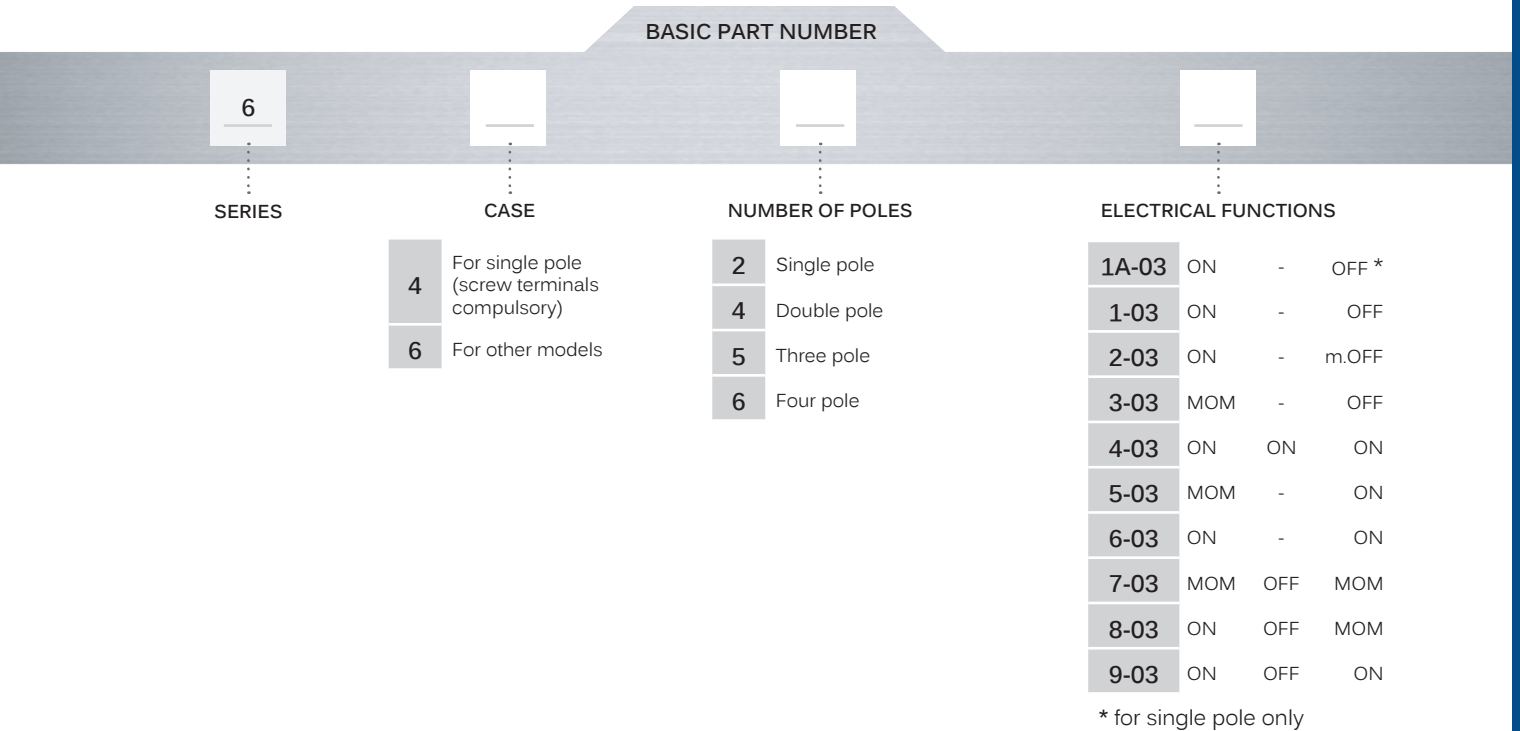 BASIC PART NUMBER
6
SERIES
CASE
NUMBER OF POLES
ELECTRICAL FUNCTIONS
4 For single pole
(screw terminals
compulsory)
6 For other models
2 Single pole
4 Double pole
5 Three pole
6 Four pole
1A-03 ON - OFF *
1-03 ON - OFF
2-03 ON - m.OFF
3-03 MOM - OFF
4-03 ON ON ON
5-03 MOM - ON
6-03 ON - ON
7-03 MOM OFF MOM
8-03 ON OFF MOM
9-03 ON OFF ON
* for single pole only